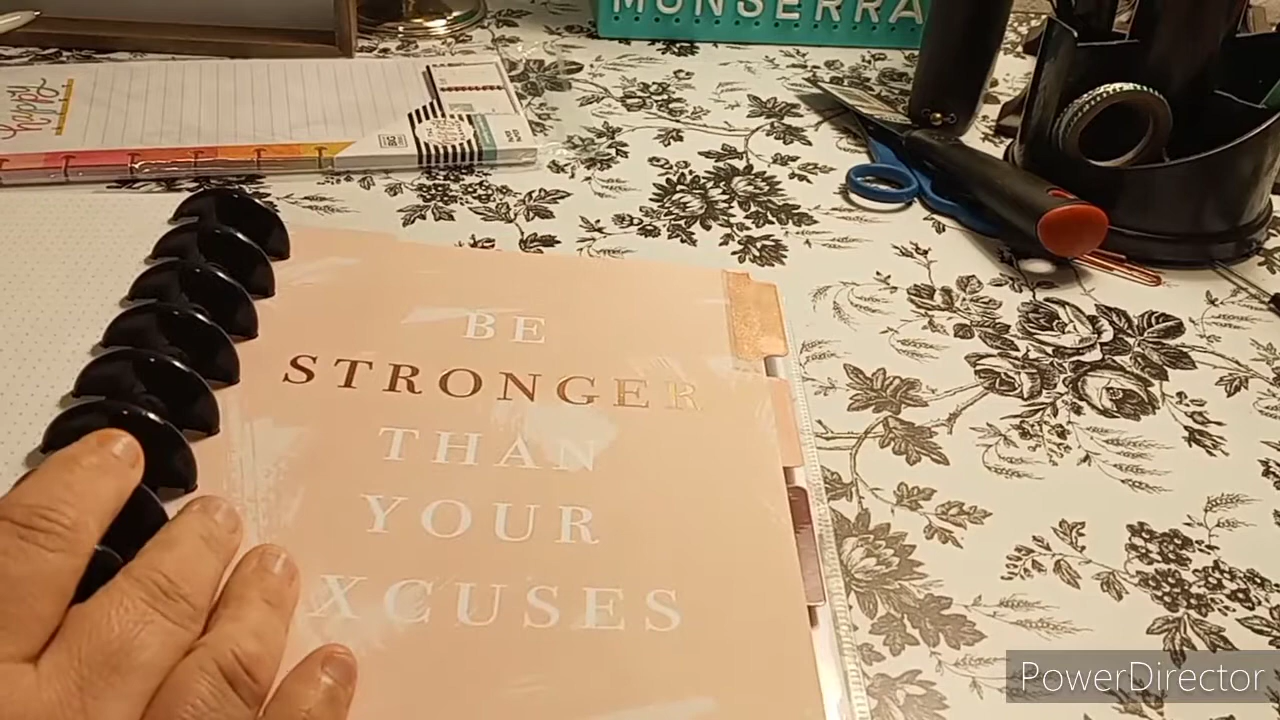 MONSERRA
happy
BE
STRONGER
THAN
YOUR
XCUSES
PowerDirector